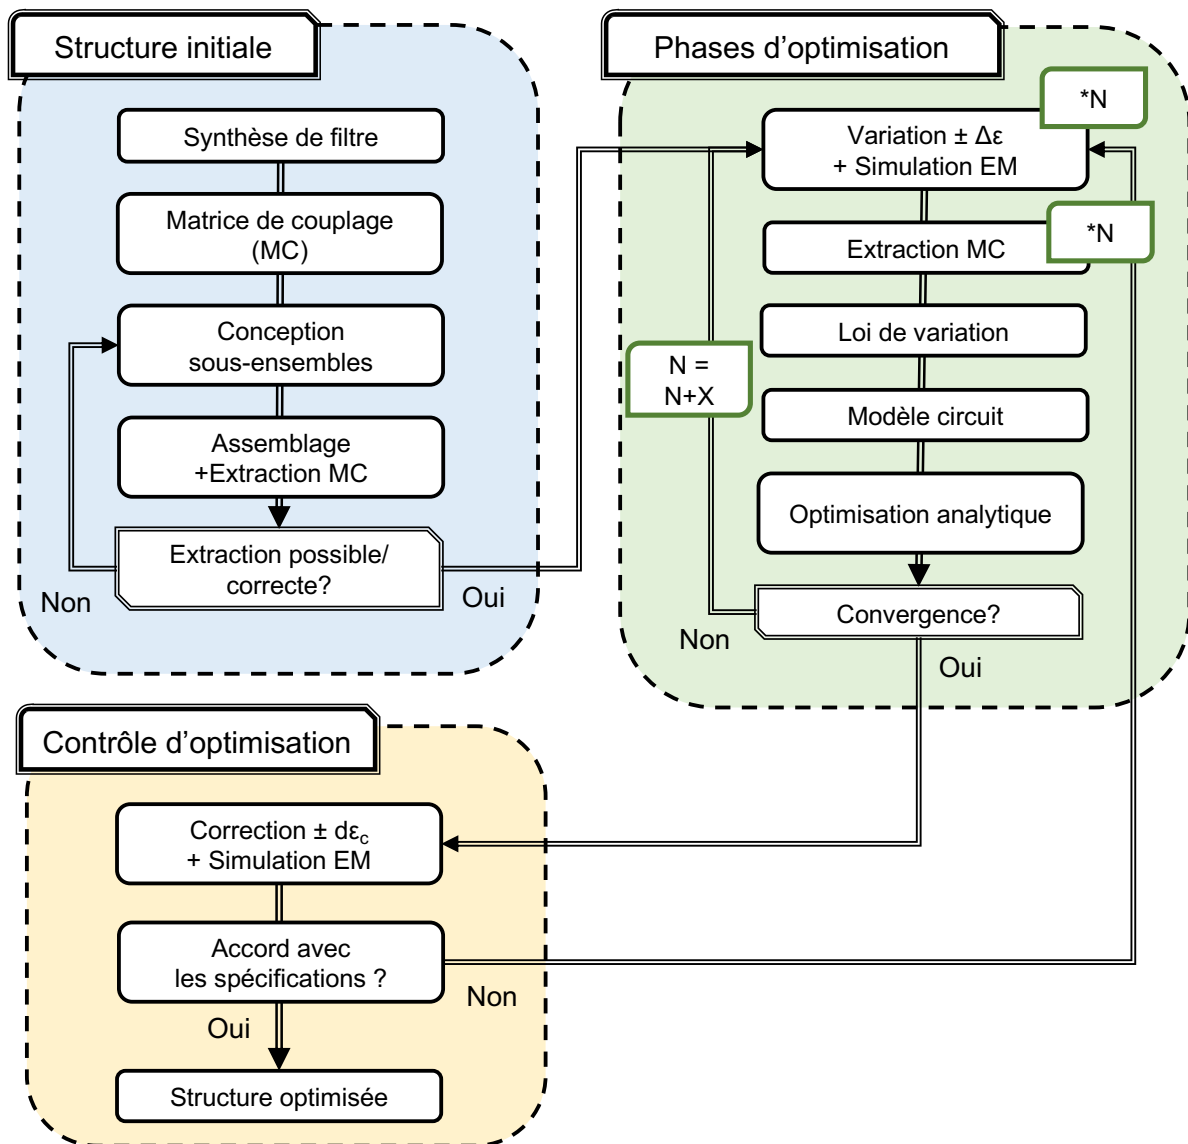 Structure initiale
Synthèse de filtre
Matrice de couplage
(MC)
Conception
sous-ensembles
Assemblage
+Extraction MC
Extraction possible/
correcte?
Non
Oui
Phases d’optimisation
*N
Variation ± Δε
+ Simulation EM
*N
Extraction MC
Loi de variation
N =
N+X
Modèle circuit
Optimisation analytique
Convergence?
Non
Oui
Contrôle d’optimisation
Correction ± dεc
+ Simulation EM
Accord avec
les spécifications ?
Non
Oui
Structure optimisée